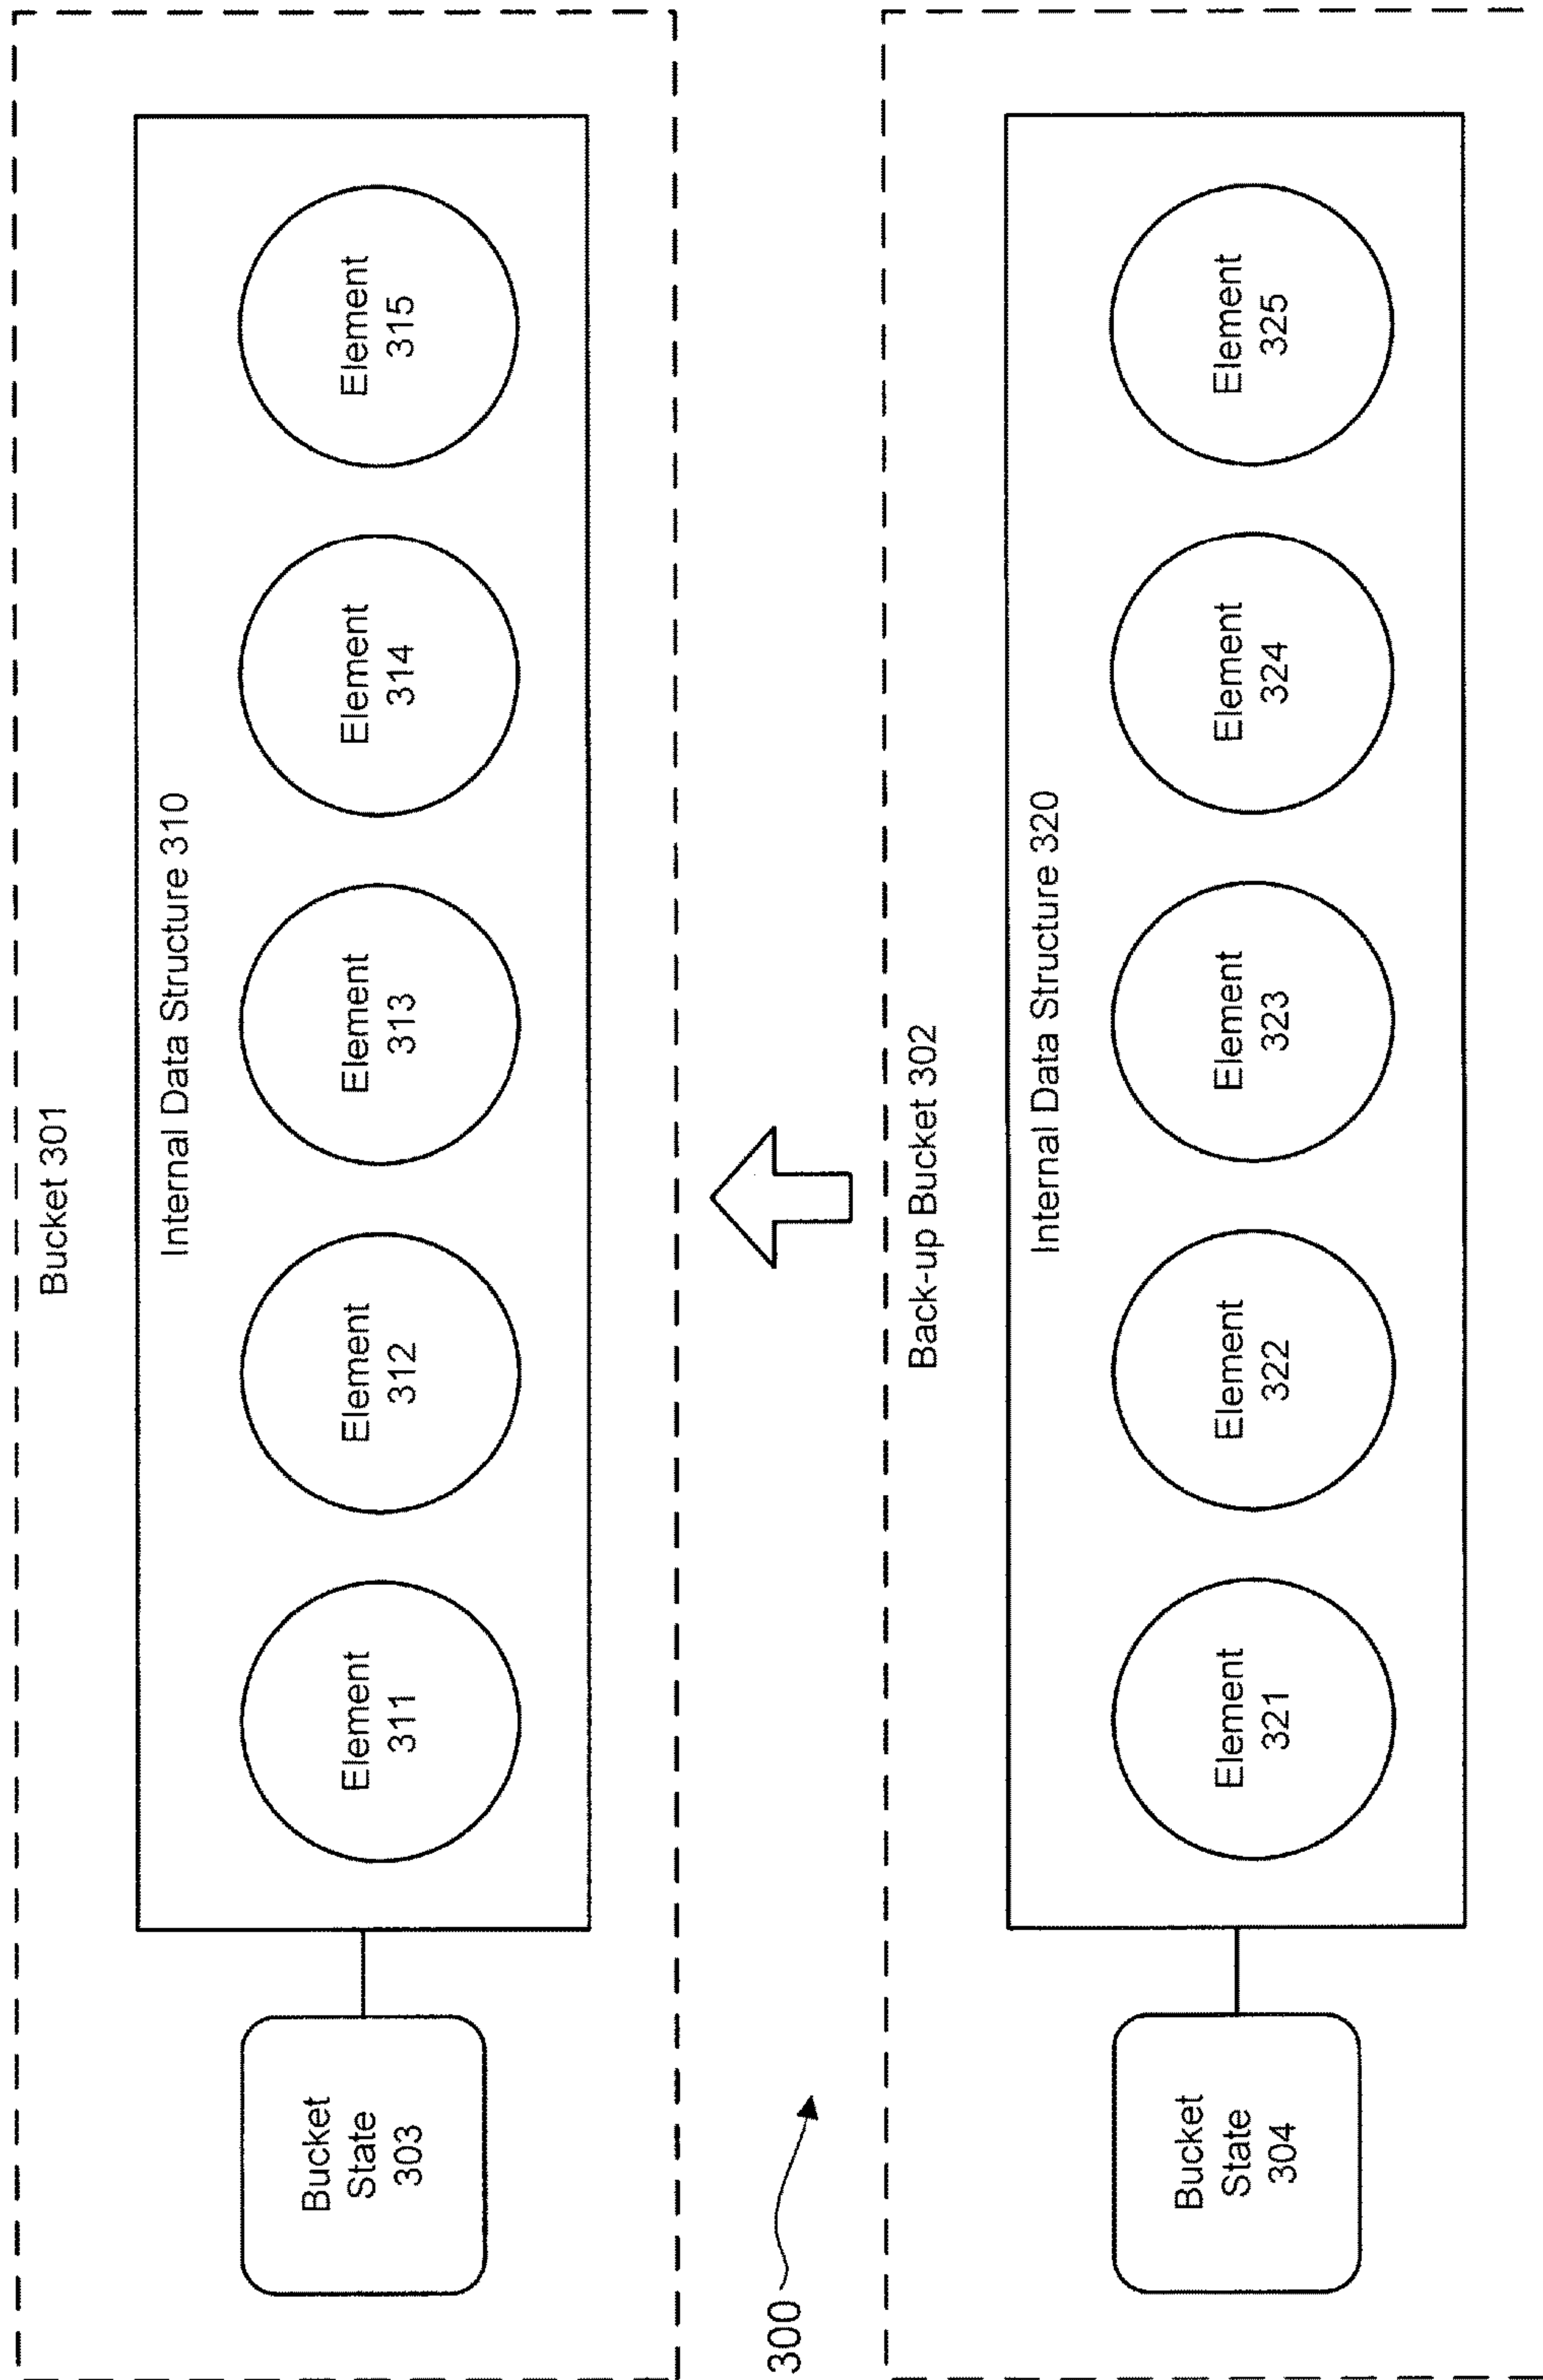 Bucket 301
Internal Data Structure 310
Bucket
State
303
Element
311
Element
312
Element
313
Element
314
Element
315
300
Back-up Bucket 302
Internal Data Structure 320
Bucket
State
304
Element
321
Element
322
Element
323
Element
324
Element
325